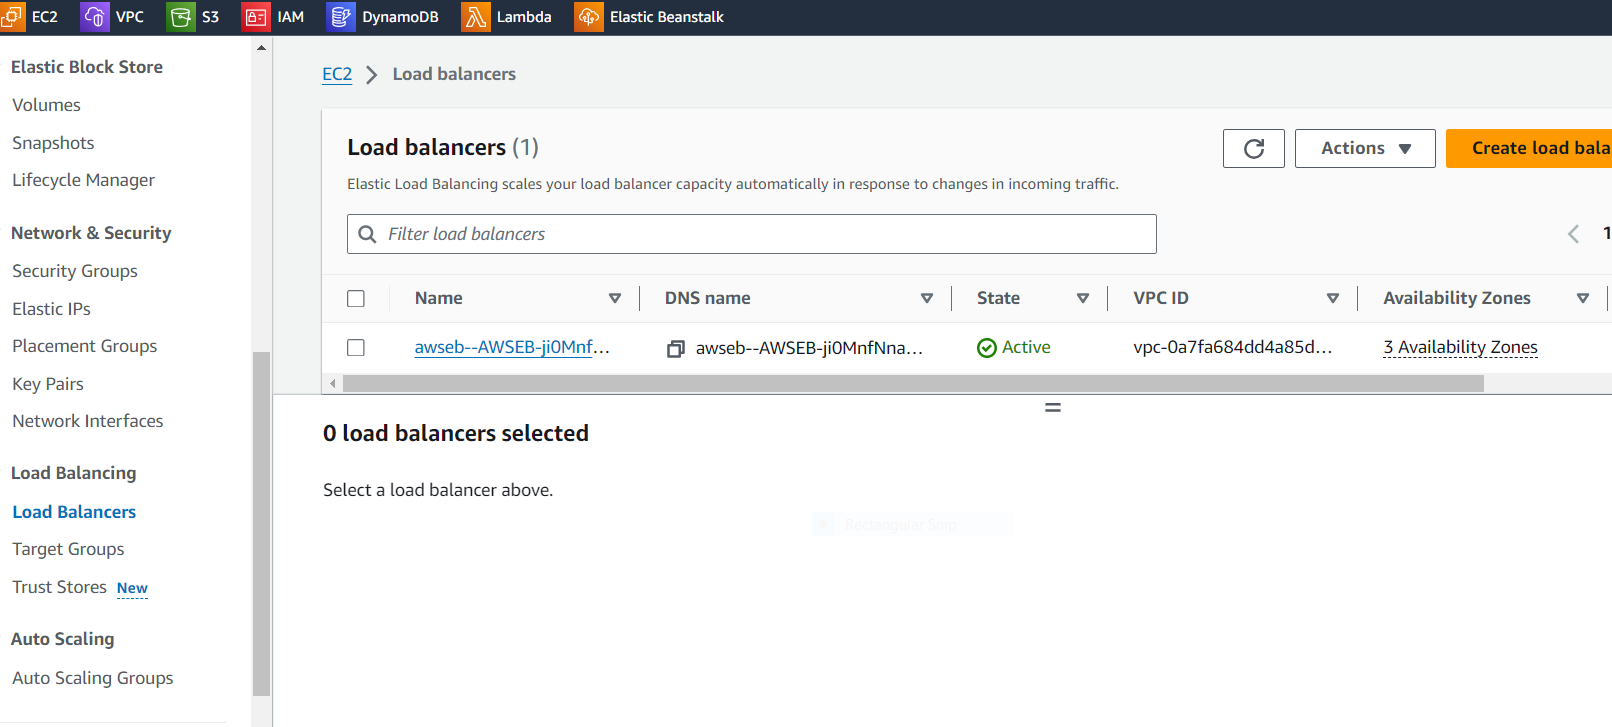 EC2 VPC S3 IAM DynamoDB Lambda Elastic Beanstalk
Elastic Block Store
Volumes
Snapshots
Lifecycle Manager
Network & Security
Security Groups
Elastic IPs
Placement Groups
Key Pairs
Network Interfaces
Load Balancing
Load Balancers
Target Groups
Trust Stores New
Auto Scaling
Auto Scaling Groups
EC2 > Load balancers
Load balancers (1)
Actions
Create load bala
Elastic Load Balancing scales your load balancer capacity automatically in response to changes in incoming traffic.
Filter load balancers
1
Name DNS name State VPC ID Availability Zones
awseb--AWSEB-ji0Mnf... awseb--AWSEB-ji0MnfNna... Active vpc-0a7fa684dd4a85d... 3 Availability Zones
0 load balancers selected
Select a load balancer above.
Rectangular Snip